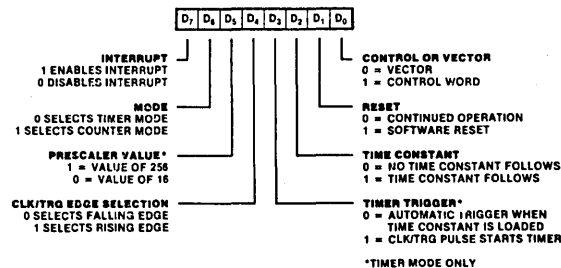 D7 D6 D5 D4 D3 D2 D1 D0
INTERRUPT
1 ENABLES INTERRUPT
0 DISABLES INTERRUPT
MODE
0 SELECTS TIMER MODE
1 SELECTS COUNTER MODE
PRESCALER VALUE*
1 = VALUE OF 256
0 = VALUE OF 16
CLK/TRG EDGE SELECTION
0 SELECTS FALLING EDGE
1 SELECTS RISING EDGE
CONTROL OR VECTOR
0 = VECTOR
1 = CONTROL WORD
RESET
0 = CONTINUED OPERATION
1 = SOFTWARE RESET
TIME CONSTANT
0 = NO TIME CONSTANT FOLLOWS
1 = TIME CONSTANT FOLLOWS
TIMER TRIGGER*
0 = AUTOMATIC TRIGGER WHEN
TIME CONSTANT IS LOADED
1 = CLK/TRG PULSE STARTS TIMER
*TIMER MODE ONLY